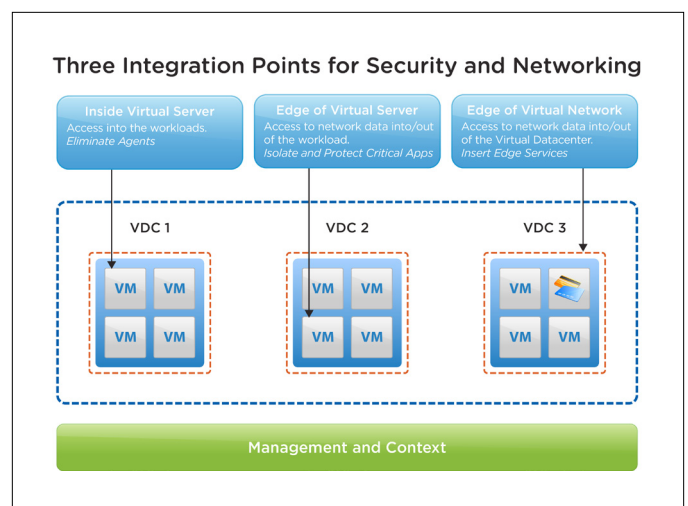 Three Integration Points for Security and Networking
Inside Virtual Server
Access into the workloads.
Eliminate Agents
Edge of Virtual Server
Access to network data into/out
of the workload.
Isolate and Protect Critical Apps
Edge of Virtual Network
Access to network data into/out
of the Virtual Datacenter.
Insert Edge Services
VDC 1
VDC 2
VDC 3
VM VM
VM VM
VM VM
VM VM
VM
VM VM
Management and Context